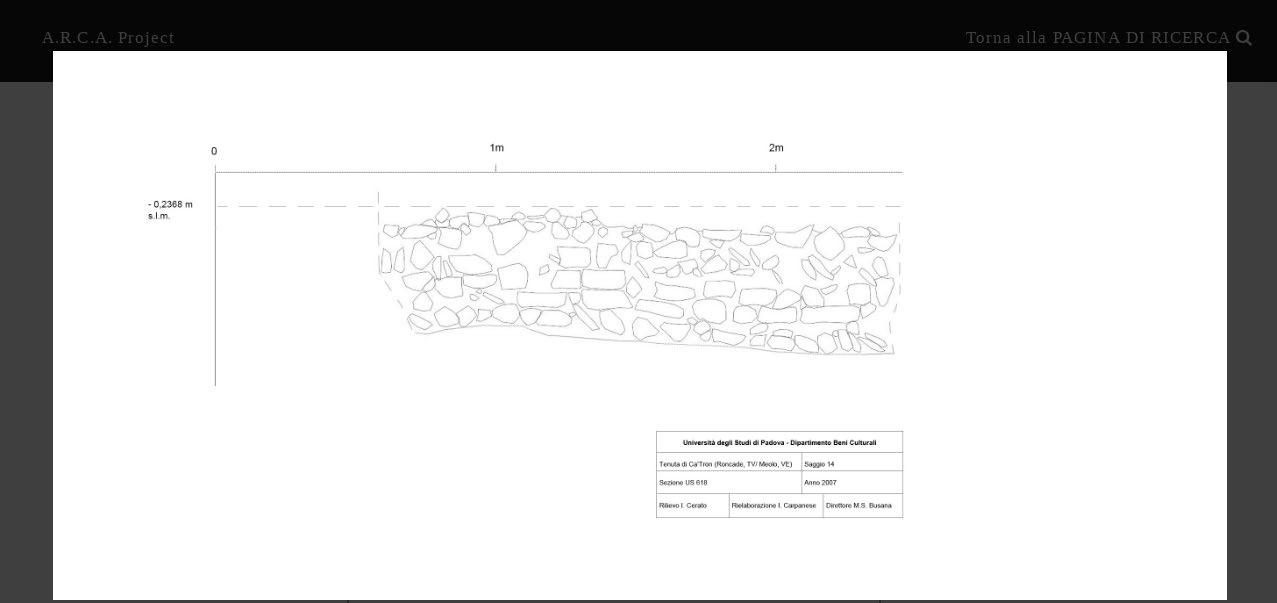 A.R.C.A. Project
Torna alla PAGINA DI RICERCA
0
1m
2m
- 0,2368 m
s.l.m.
Università degli Studi di Padova - Dipartimento Beni Culturali
Tenuta di Ca'Tron (Roncade, TV/ Meolo, VE)
Saggio 14
Sezione US 618
Anno 2007
Rilievo I. Cerato
Rielaborazione I. Carpanese
Direttore M.S. Busana